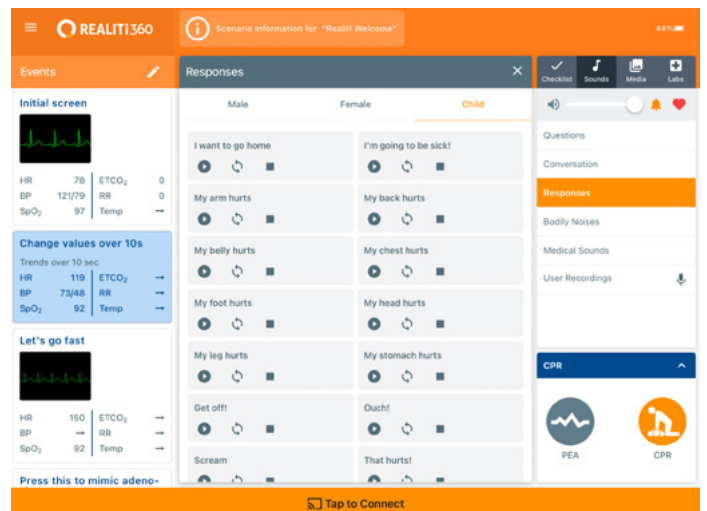 REALITi360
Scenario information for "Realiti Welcome"
48%
Events
Initial screen
HR 78 ETCO₂ 0
BP 121/79 RR 0
SpO₂ 97 Temp →
Change values over 10s
Trends over 10 sec
HR 119 ETCO₂ →
BP 73/48 RR →
SpO₂ 92 Temp →
Let's go fast
HR 150 ETCO₂ →
BP → RR →
SpO₂ 92 Temp →
Press this to mimic adeno-
Responses
Male Female Child
I want to go home I'm going to be sick!
My arm hurts My back hurts
My belly hurts My chest hurts
My foot hurts My head hurts
My leg hurts My stomach hurts
Get off! Ouch!
Scream That hurts!
Checklist Sounds Media Labs
Questions
Conversation
Responses
Bodily Noises
Medical Sounds
User Recordings
CPR
PEA CPR
Tap to Connect